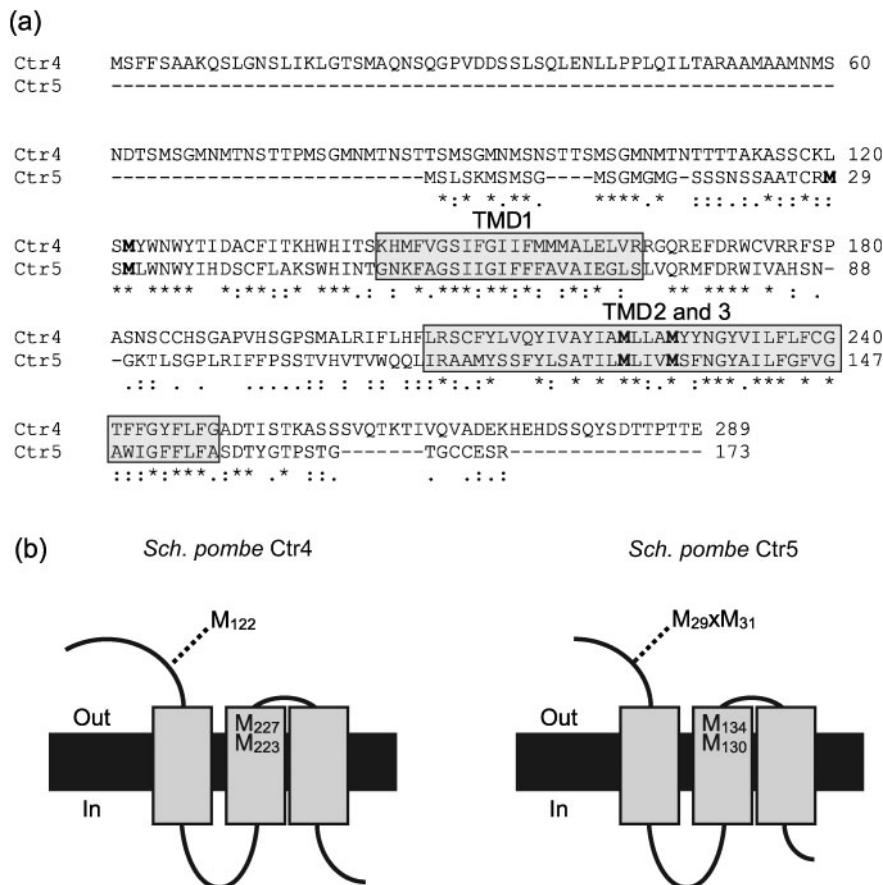 (a)
Ctr4 MSFFSAAKQSLGNSLIKLGTSMAQNSQGPVDDSSLSQLENLLPPLQILTARAAMAAMNMS 60
Ctr5 ------------------------------------------------------------
Ctr4 NDTSMSGMNMTNSTTPMSGMNMTNSTTSMSGMNMSNSTTSMSGMNMTNTTTTAKASSCKL 120
Ctr5 --------------------------MSLSKMSMSG----MSGMGMG-SSSNSSAATCRM 29
.**.* *.**. **** * ::::.:*::
TMD1
Ctr4 SMYWNWYTIDACFITKHWHITSKHMFVGSIFGIIFMMMALELVRRGQREFDRWCVRRFSP 180
Ctr5 SMLWNWYIHDSCFLAKSWHINTGNKFAGSIIGIFFFAVAIEGLSLVQRMFDRWIVAHSN- 88
** **** *:**::* ***.: : *.***:**:*: :*:* : ** **** * : .
TMD2 and 3
Ctr4 ASNSCCHSGAPVHSGPSMALRIFLHFLRSCFYLVQYIVAYIAMLLAMYYNGYVILFLFCG 240
Ctr5 -GKTLSGPLRIFFPSSTVHVTVWQQLIRAAMYSSFYLSATILMLIVMSFNGYAILFGFVG 147
.:: . . .....:: : :: :::*:.:* *: * * **:.* :***.*** * *
Ctr4 TFFGYFLFGADTISTKASSSSVQTKTIVQVADEKHEHDSSQYSDTTPTTE 289
Ctr5 AWIGFFLFASDTYGTPSTG-------TGCCESR---------------- 173
:::*:***.:** .* *:. . .:.:
(b)
Sch. pombe Ctr4
Sch. pombe Ctr5
M122
M29xM31
Out
M227
M223
In
Out
M134
M130
In